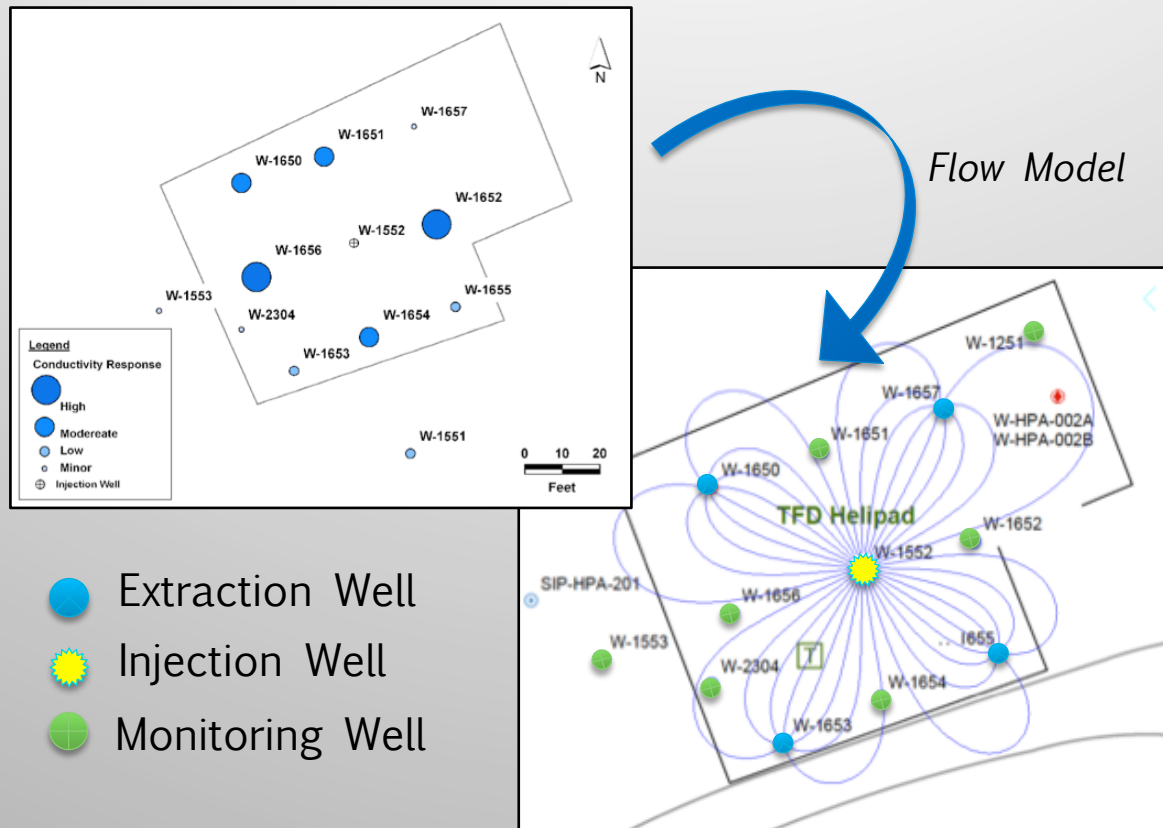 N
W-1657
W-1651
W-1650
W-1652
W-1552
W-1656
W-1655
W-1553
W-2304
W-1654
W-1653
W-1551
Legend
Conductivity Response
High
Modereate
Low
Minor
Injection Well
0 10 20
Feet
Flow Model
W-1251
W-1657
W-HPA-002A
W-HPA-002B
W-1651
W-1650
TFD Helipad
W-1652
W-1552
SIP-HPA-201
W-1656
.. I655
W-1553
T
W-2304
W-1654
W-1653
Extraction Well
Injection Well
Monitoring Well